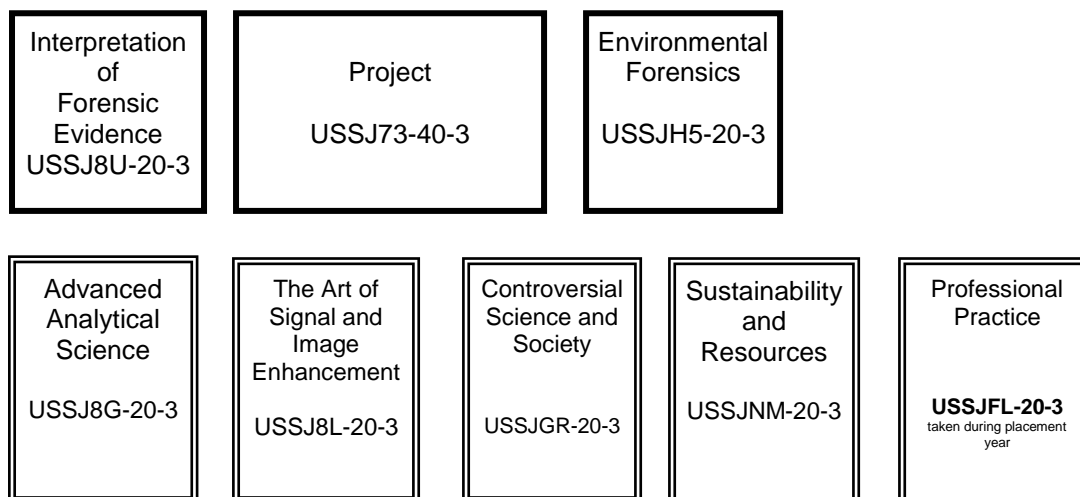 Interpretation
of
Forensic
Evidence
USSJ8U-20-3
Project
USSJ73-40-3
Environmental
Forensics
USSJH5-20-3
Advanced
Analytical
Science
USSJ8G-20-3
The Art of
Signal and
Image
Enhancement
USSJ8L-20-3
Controversial
Science and
Society
USSJGR-20-3
Sustainability
and
Resources
USSJNM-20-3
Professional
Practice
USSJFL-20-3
taken during placement
year